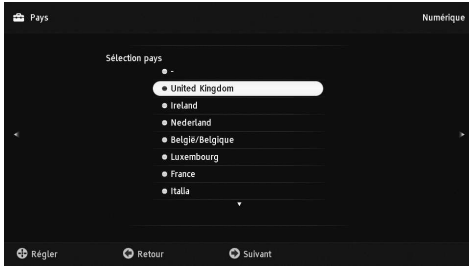 Pays
Numérique
Sélection pays
-
United Kingdom
Ireland
Nederland
België/Belgique
Luxembourg
France
Italia
Régler Retour Suivant